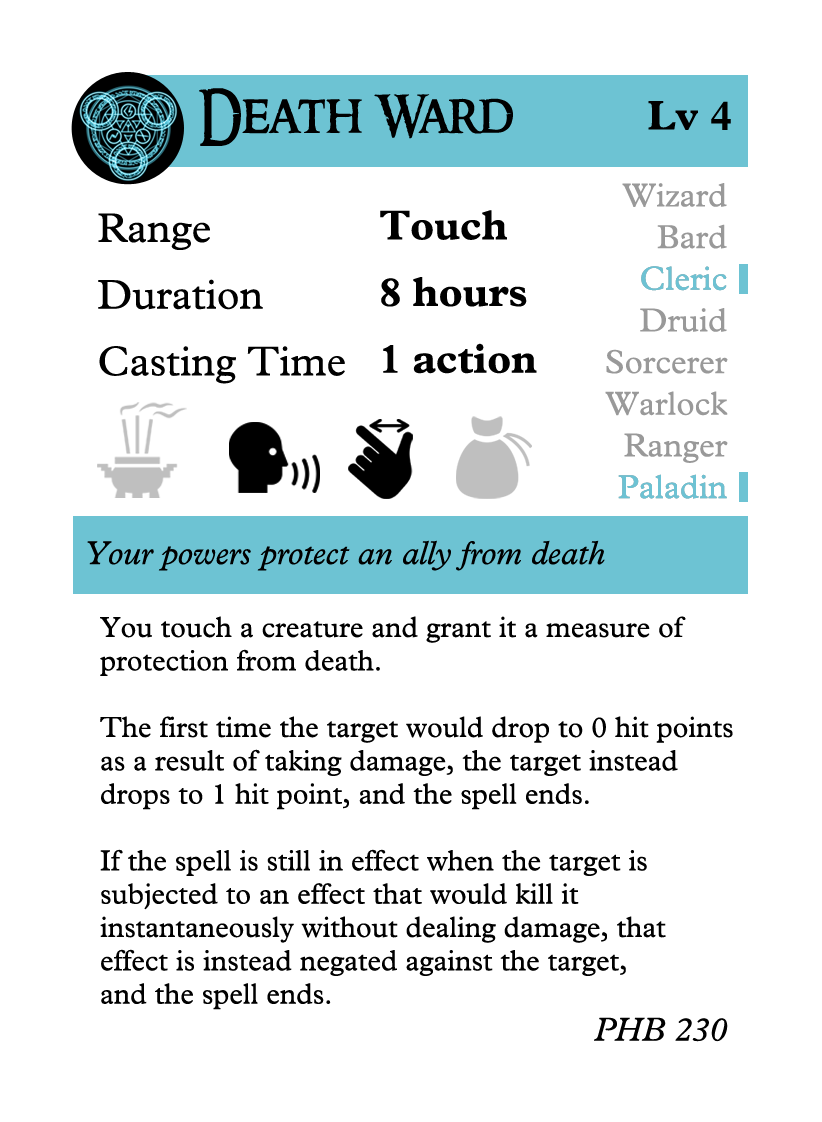 Death Ward
Lv 4
Range Touch
Duration 8 hours
Casting Time 1 action
Wizard
Bard
Cleric
Druid
Sorcerer
Warlock
Ranger
Paladin
Your powers protect an ally from death
You touch a creature and grant it a measure of
protection from death.
The first time the target would drop to 0 hit points
as a result of taking damage, the target instead
drops to 1 hit point, and the spell ends.
If the spell is still in effect when the target is
subjected to an effect that would kill it
instantaneously without dealing damage, that
effect is instead negated against the target,
and the spell ends.
PHB 230